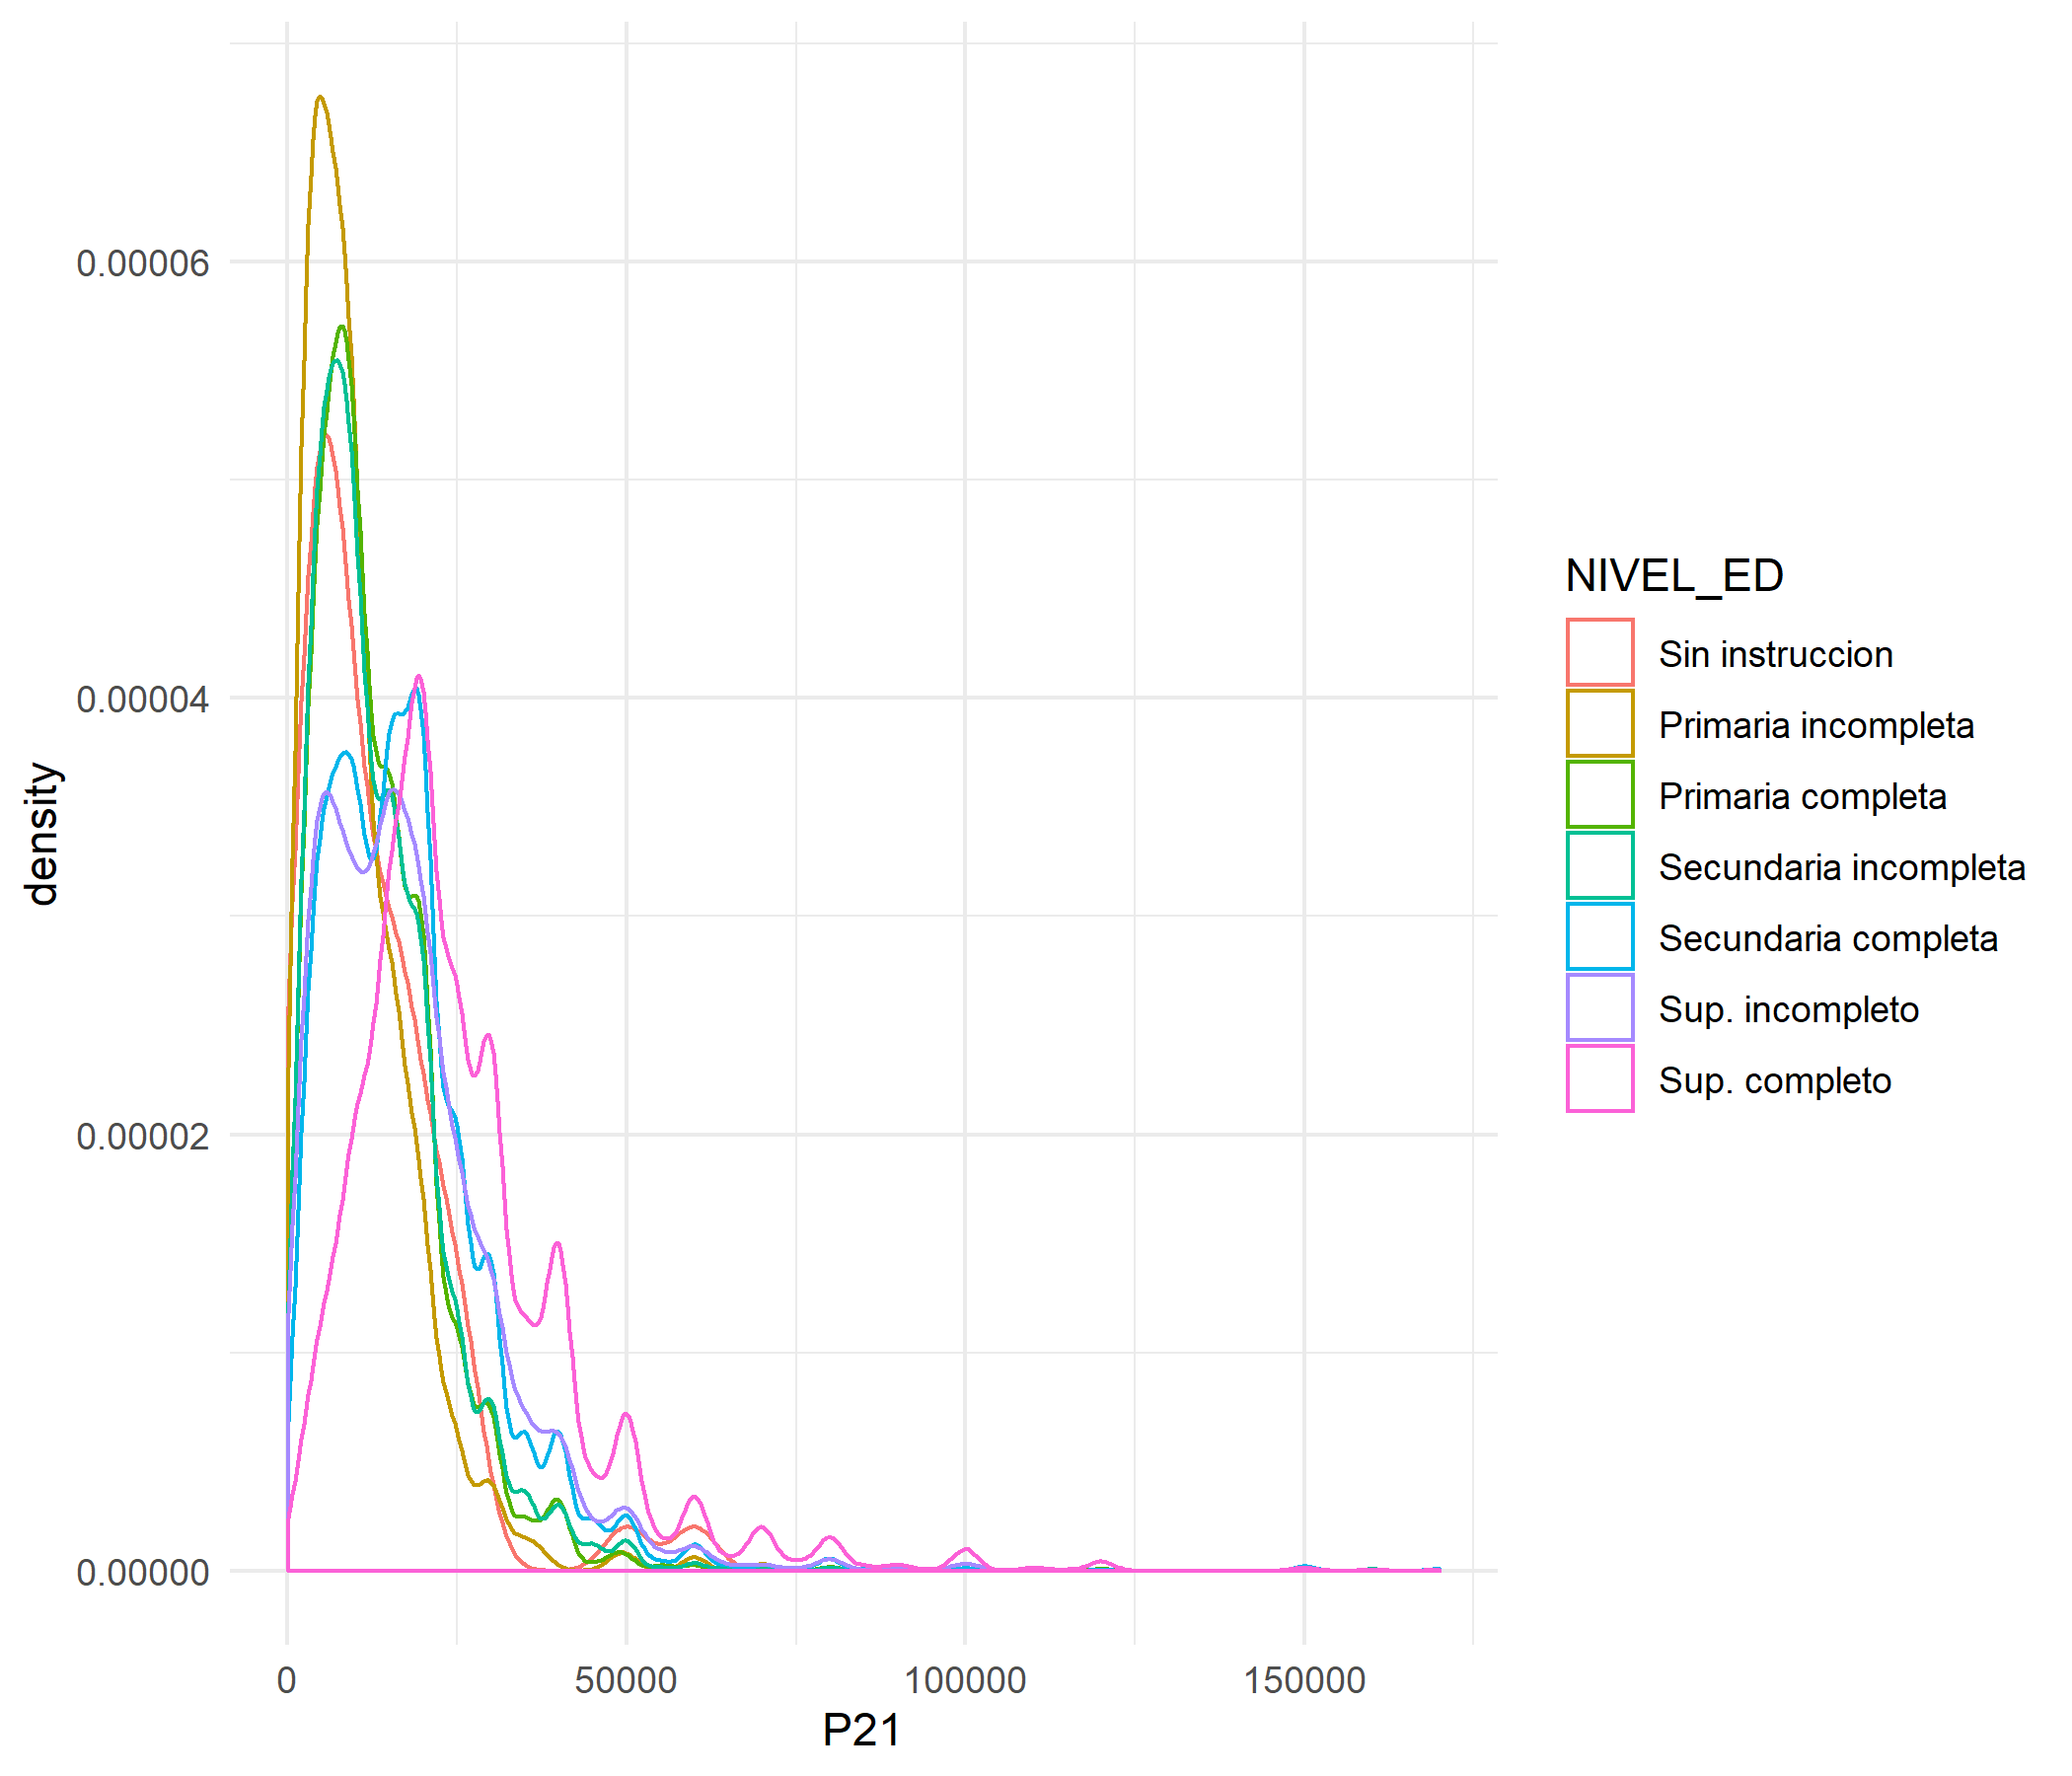 density
0.00006
0.00004
0.00002
0.00000
0 50000 100000 150000
P21
NIVEL_ED
Sin instruccion
Primaria incompleta
Primaria completa
Secundaria incompleta
Secundaria completa
Sup. incompleto
Sup. completo